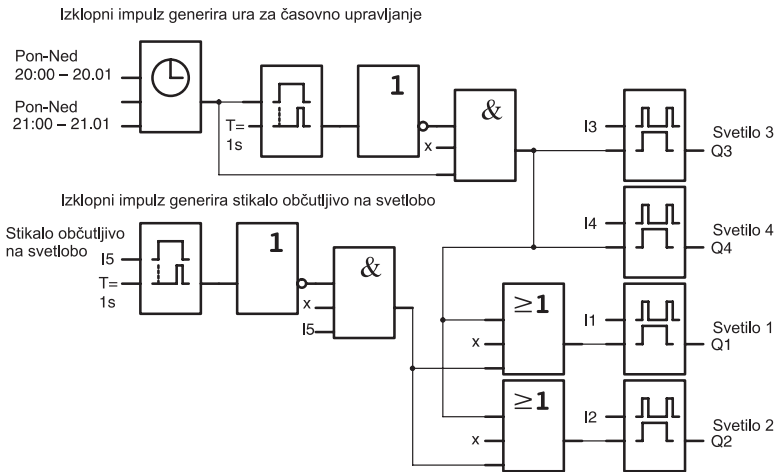 Izklopni impulz generira ura za časovno upravljanje
Pon-Ned
20:00 – 20.01
Pon-Ned
21:00 – 21.01
T=
1s
1
x
&
I3
Svetilo 3
Q3
Izklopni impulz generira stikalo občutljivo na svetlobo
Stikalo občutljivo
na svetlobo
I5
T=
1s
1
x
I5
&
I4
Svetilo 4
Q4
≥1
x
I1
Svetilo 1
Q1
≥1
x
I2
Svetilo 2
Q2